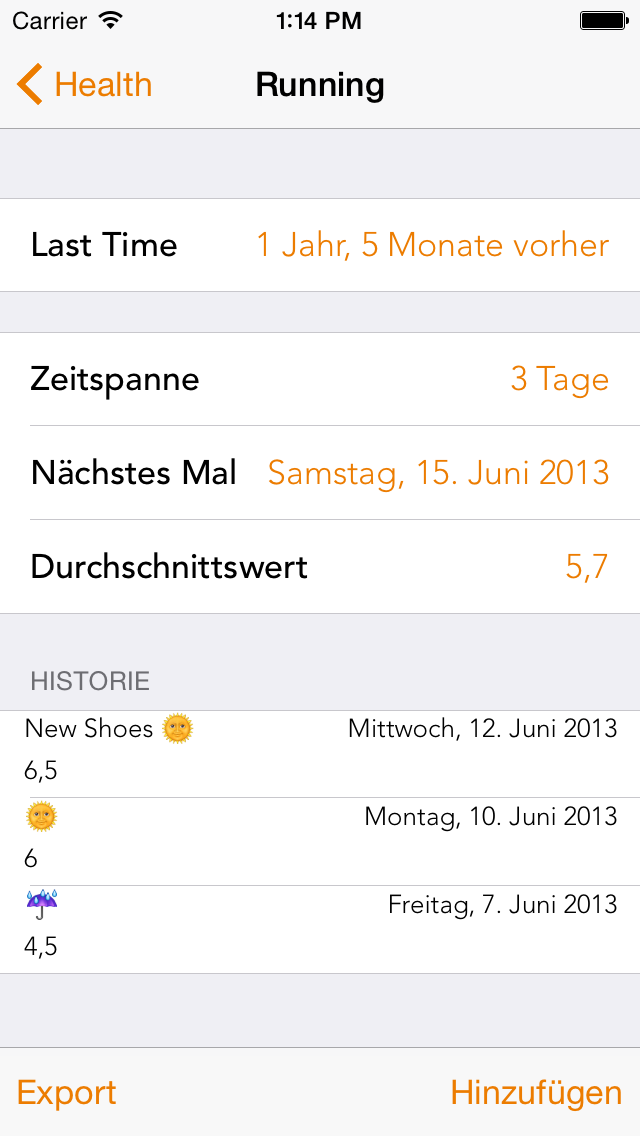 Carrier 1:14 PM
Health Running
Last Time 1 Jahr, 5 Monate vorher
Zeitspanne 3 Tage
Nächstes Mal Samstag, 15. Juni 2013
Durchschnittswert 5,7
HISTORIE
New Shoes 🌞 Mittwoch, 12. Juni 2013
6,5
🌞 Montag, 10. Juni 2013
6
☔ Freitag, 7. Juni 2013
4,5
Export Hinzufügen